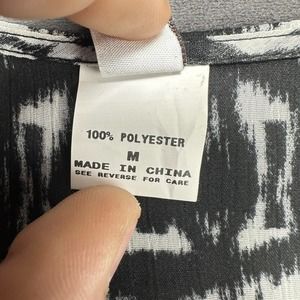 100% POLYESTER
M
MADE IN CHINA
SEE REVERSE FOR CARE